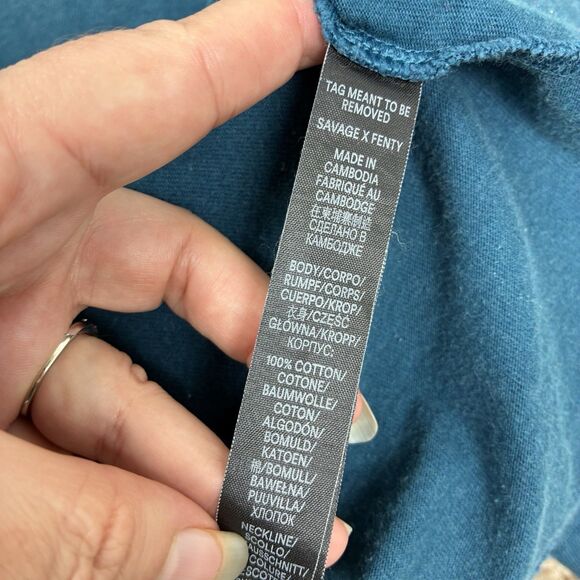 TAG MEANT TO BE
REMOVED
SAVAGE X FENTY
MADE IN
CAMBODIA
FABRIQUÉ AU
CAMBODGE
在柬埔寨制造
СДЕЛАНО В
КАМБОДЖЕ
BODY/CORPO/
RUMPF/CORPS/
CUERPO/KROP/
衣身/CZĘŚĆ
GŁÓWNA/KROPP/
КОРПУС:
100% COTTON/
COTONE/
BAUMWOLLE/
COTON/
ALGODÓN/
BOMULD/
KATOEN/
棉/BOMULL/
BAWEŁNA/
PUUVILLA/
ХЛОПОК
NECKLINE/
SCOLLO/
AUSSCHNITT/